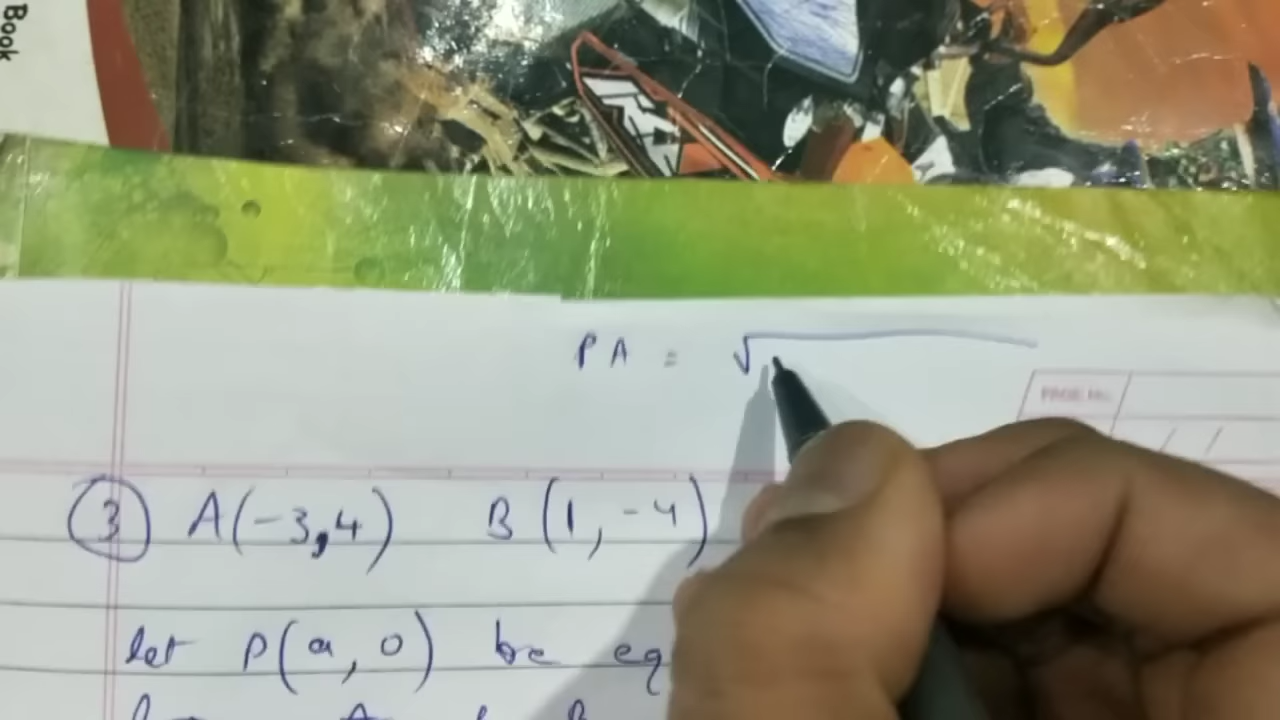 Book
PA = √
PAGE No.
/ /
3 A(-3,4) B(1,-4)
let P(a,0) be eq